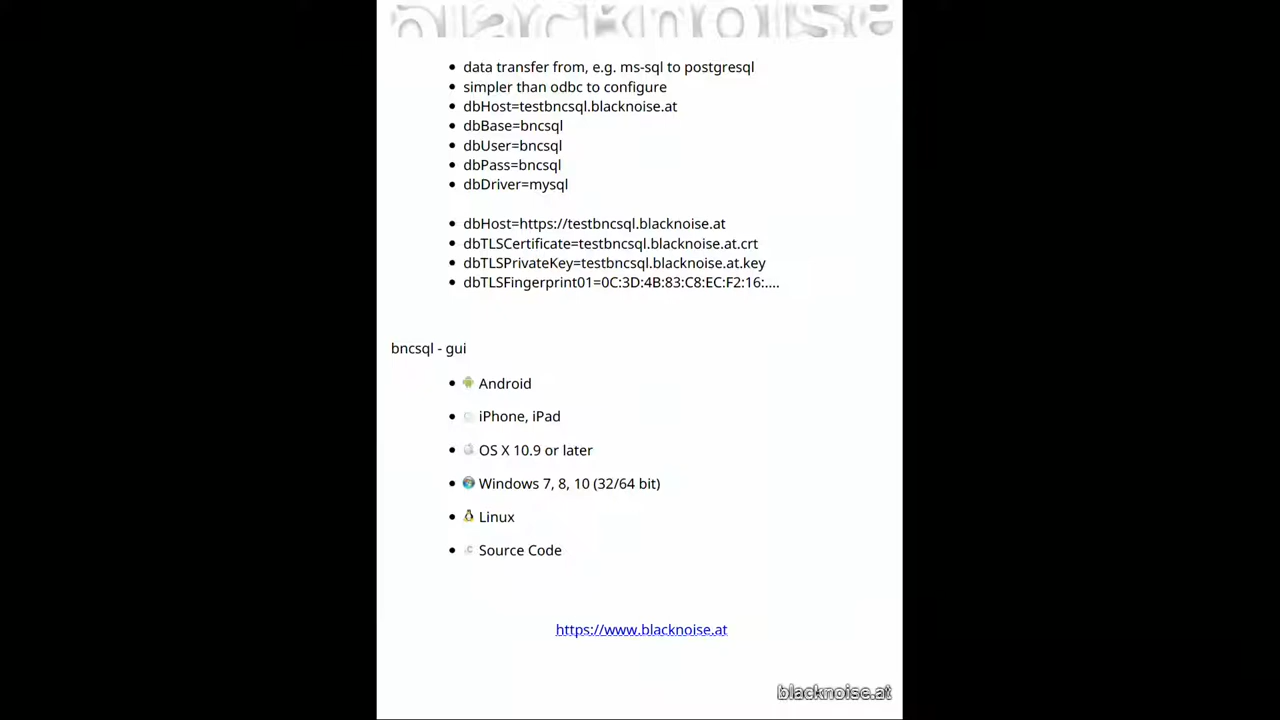 blacknoise.at
data transfer from, e.g. ms-sql to postgresql
simpler than odbc to configure
dbHost=testbncsql.blacknoise.at
dbBase=bncsql
dbUser=bncsql
dbPass=bncsql
dbDriver=mysql
dbHost=https://testbncsql.blacknoise.at
dbTLSCertificate=testbncsql.blacknoise.at.crt
dbTLSPrivateKey=testbncsql.blacknoise.at.key
dbTLSFingerprint01=0C:3D:4B:83:C8:EC:F2:16:....
bncsql - gui
Android
iPhone, iPad
OS X 10.9 or later
Windows 7, 8, 10 (32/64 bit)
Linux
Source Code
https://www.blacknoise.at
blacknoise.at